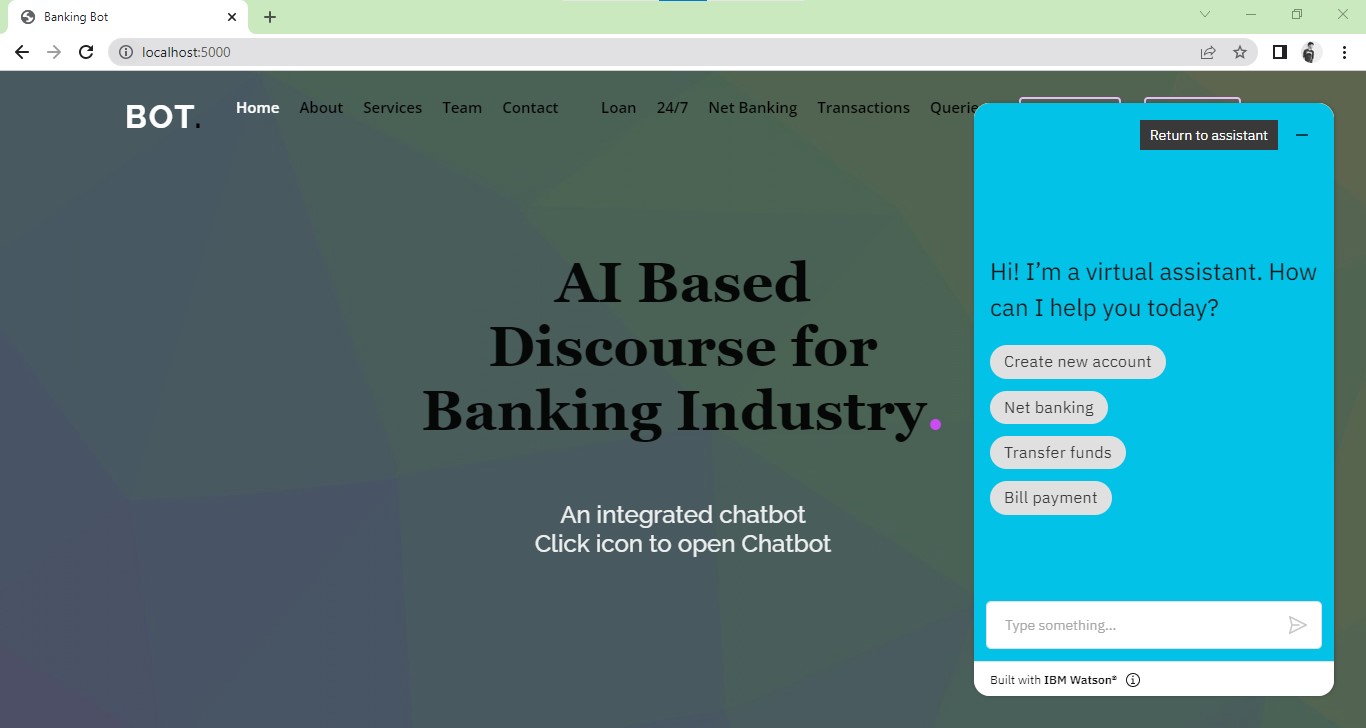 Banking Bot
localhost:5000
BOT.
Home About Services Team Contact Loan 24/7 Net Banking Transactions
Return to assistant
AI Based
Discourse for
Banking Industry.
An integrated chatbot
Click icon to open Chatbot
Hi! I’m a virtual assistant. How
can I help you today?
Create new account
Net banking
Transfer funds
Bill payment
Type something...
Built with IBM Watson®